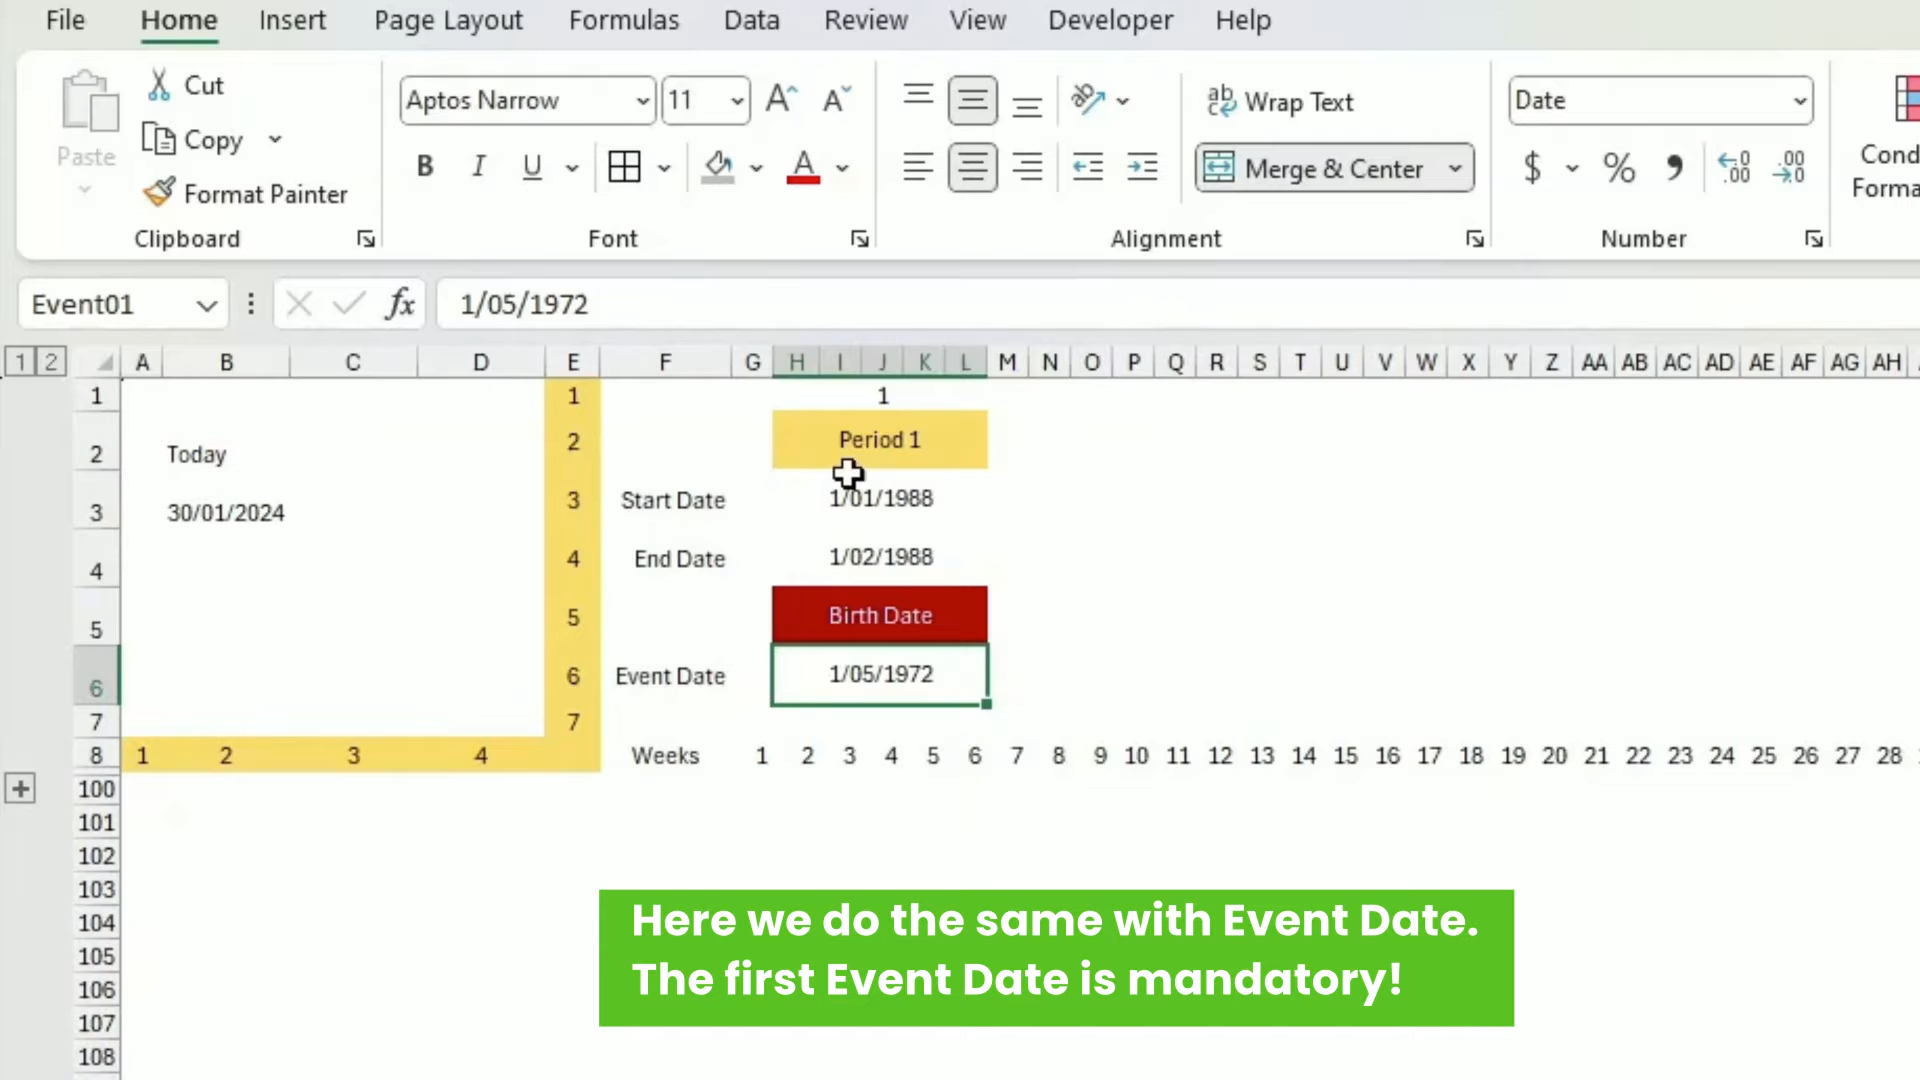 File Home Insert Page Layout Formulas Data Review View Developer Help
Paste
Cut
Copy
Format Painter
Clipboard
Aptos Narrow 11
B I U
Font
Wrap Text
Merge & Center
Alignment
Date
$ % , .00 .00
Number
Cond
Forma
Event01 fx 1/05/1972
1 2 A B C D E F G H I J K L M N O P Q R S T U V W X Y Z AA AB AC AD AE AF AG AH
1 1 1
2 Today 2 Period 1
3 30/01/2024 3 Start Date 1/01/1988
4 4 End Date 1/02/1988
5 5 Birth Date
6 6 Event Date 1/05/1972
7 7
8 1 2 3 4 Weeks 1 2 3 4 5 6 7 8 9 10 11 12 13 14 15 16 17 18 19 20 21 22 23 24 25 26 27 28
100
101
102
103
104
105
106
107
108
Here we do the same with Event Date.
The first Event Date is mandatory!